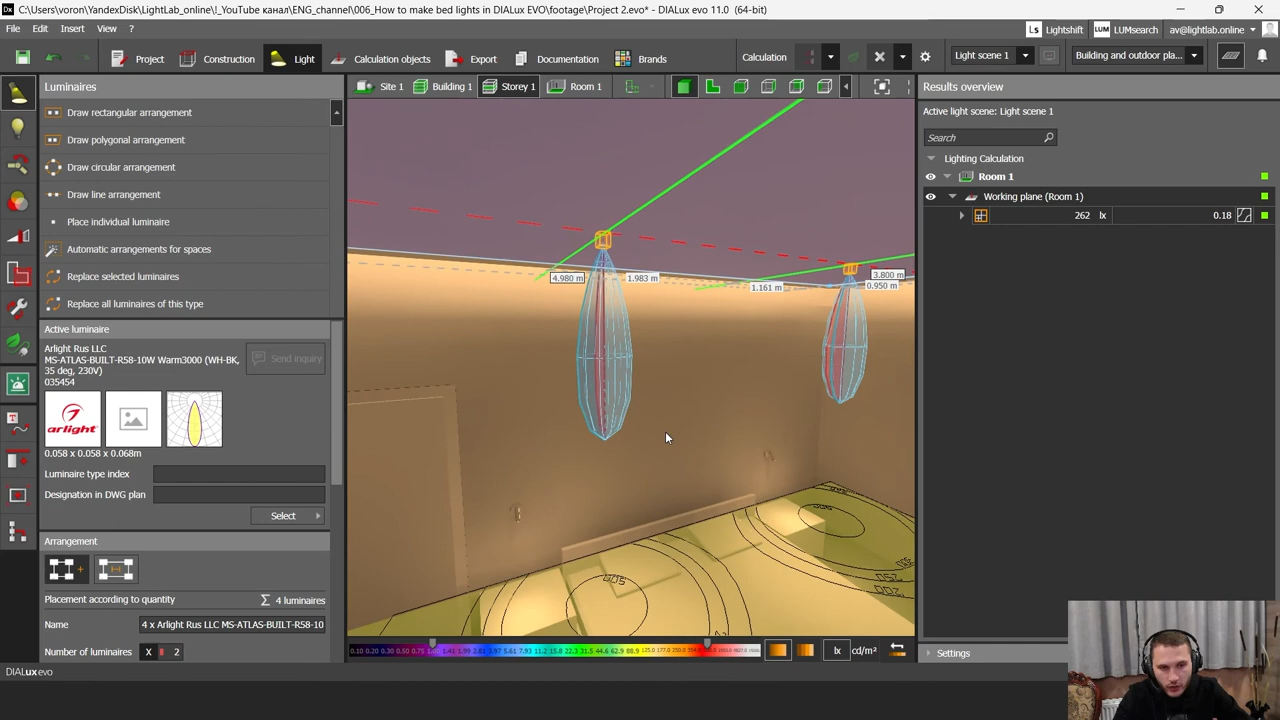 C:\Users\voron\YandexDisk\LightLab_online\!_YouTube канал\ENG_channel\006_How to make bed lights in DIALux EVO\footage\Project 2.evo* - DIALux evo 11.0 (64-bit)
File Edit Insert View ?
Lightshift LUMsearch av@lightlab.online
Project Construction Light Calculation objects Export Documentation Brands Calculation Light scene 1 Building and outdoor pla...
Luminaires Site 1 Building 1 Storey 1 Room 1 Results overview
Draw rectangular arrangement
Draw polygonal arrangement
Draw circular arrangement
Draw line arrangement
Place individual luminaire
Automatic arrangements for spaces
Replace selected luminaires
Replace all luminaires of this type
Active luminaire
Arlight Rus LLC
MS-ATLAS-BUILT-R58-10W Warm3000 (WH-BK, 35 deg, 230V)
035454
Send inquiry
arlight
0.058 x 0.058 x 0.068m
Luminaire type index
Designation in DWG plan
Select
Arrangement
Placement according to quantity Σ 4 luminaires
Name 4 x Arlight Rus LLC MS-ATLAS-BUILT-R58-10
Number of luminaires X 2
4.980 m 1.983 m
1.161 m
3.800 m
0.950 m
500
200
lx cd/m²
Active light scene: Light scene 1
Search
Lighting Calculation
Room 1
Working plane (Room 1)
262 lx 0.18
Settings
DIALux evo